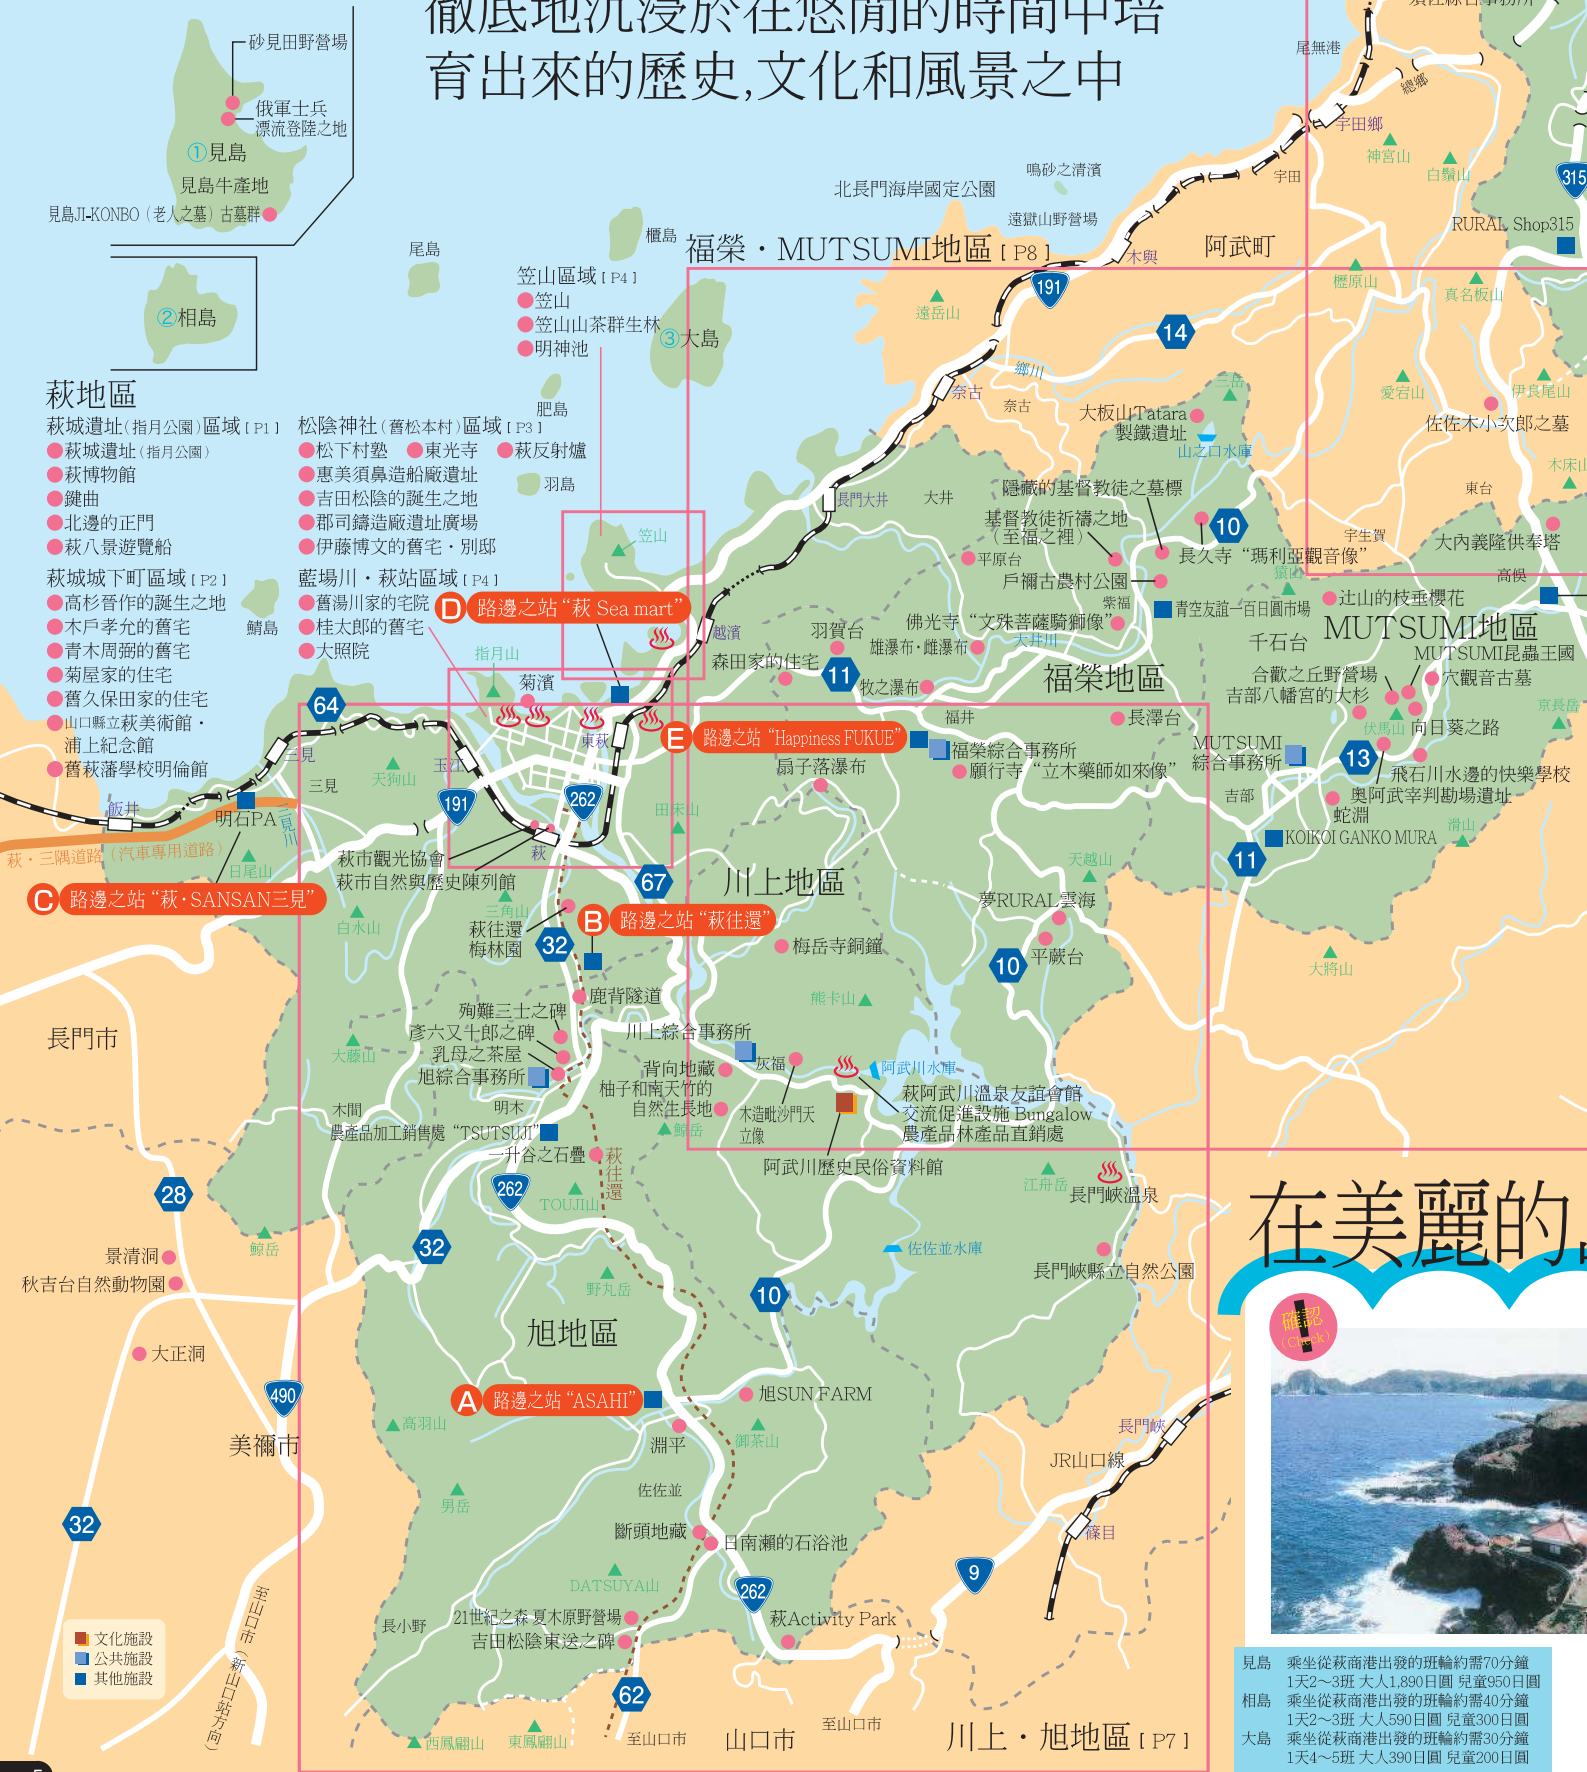 徹底地沉浸於在悠閒的時間中培
育出來的歷史,文化和風景之中
砂見田野營場
俄軍士兵
漂流登陸之地
①見島
見島牛產地
見島JI-KONBO（老人之墓）古墓群
②相島
尾島
櫃島
③大島
肥島
羽島
鯖島
笠山區域 [ P4 ]
笠山
笠山山茶群生林
明神池
萩地區
萩城遺址(指月公園)區域 [ P1 ]
萩城遺址(指月公園)
萩博物館
鍵曲
北邊的正門
萩八景遊覽船
萩城城下町區域 [ P2 ]
高杉晉作的誕生之地
木戶孝允的舊宅
青木周弼的舊宅
菊屋家的住宅
舊久保田家的住宅
山口縣立萩美術館・
浦上紀念館
舊萩藩學校明倫館
松陰神社(舊松本村)區域 [ P3 ]
松下村塾 東光寺 萩反射爐
惠美須鼻造船廠遺址
吉田松陰的誕生之地
郡司鑄造廠遺址廣場
伊藤博文的舊宅・別邸
藍場川・萩站區域 [ P4 ]
舊湯川家的宅院
桂太郎的舊宅
大照院
D 路邊之站 “萩 Sea mart”
福榮・MUTSUMI地區 [ P8 ]
北長門海岸國定公園
鳴砂之清濱
遠嶽山野營場
尾無港
總鄉
宇田鄉
宇田
神宮山
白鬚山
315
RURAL Shop315
木與
阿武町
191
遠岳山
櫪原山
真名板山
14
鄉川
奈古
奈古
三岳
愛宕山
伊良尾山
大板山Tatara
製鐵遺址
山之口水庫
佐佐木小次郎之墓
木床山
東台
長門大井
大井
隱藏的基督教徒之墓標
基督教徒祈禱之地
（至福之裡）
10
長久寺 “瑪利亞觀音像”
宇生賀
大內義隆供奉塔
高俁
平原台
戶禰古農村公園
紫福
猿山
青空友誼一百日圓市場
辻山的枝垂櫻花
佛光寺 “文殊菩薩騎獅像”
大井川
千石台
MUTSUMI地區
MUTSUMI昆蟲王國
笠山
越濱
羽賀台
雄瀑布・雌瀑布
森田家的住宅
11
牧之瀑布
福榮地區
合歡之丘野營場
穴觀音古墓
吉部八幡宮的大杉
京長岳
伏馬山
向日葵之路
福井
長澤台
指月山
菊濱
東萩
E 路邊之站 “Happiness FUKUE”
福榮綜合事務所
願行寺 “立木藥師如來像”
MUTSUMI
綜合事務所
13
飛石川水邊的快樂學校
奧阿武宰判勘場遺址
吉部
蛇淵
滑山
KOIKOI GANKO MURA
11
64
三見
三見
天狗山
玉江
扇子落瀑布
飯井
明石PA
三見川
191
262
田床山
萩・三隅道路（汽車專用道路）
日尾山
萩市觀光協會
萩
萩市自然與歷史陳列館
67
川上地區
天越山
C 路邊之站 “萩・SANSAN三見”
三角山
白水山
萩往還
梅林園
32
B 路邊之站 “萩往還”
夢RURAL雲海
梅岳寺銅鐘
平蕨台
10
大將山
鹿背隧道
熊卡山
長門市
殉難三士之碑
彥六又十郎之碑
乳母之茶屋
旭綜合事務所
川上綜合事務所
大藤山
背向地藏
灰福
阿武川水庫
柚子和南天竹的
自然生長地
木造毗沙門天
立像
萩阿武川溫泉友誼會館
交流促進設施 Bungalow
農產品林產品直銷處
木間
明木
農產品加工銷售處 “TSUTSUJI”
鯨岳
一升谷之石疊
萩往還
阿武川歷史民俗資料館
28
262
TOUJI山
江舟岳
長門峽溫泉
鯨岳
景清洞
32
佐佐並水庫
秋吉台自然動物園
野丸岳
長門峽縣立自然公園
10
旭地區
大正洞
490
A 路邊之站 “ASAHI”
旭SUN FARM
高羽山
淵平
御茶山
美禰市
長門峽
JR山口線
男岳
佐佐並
32
斷頭地藏
日南瀨的石浴池
篠目
9
DATSUYA山
262
長小野
21世紀之森 夏木原野營場
吉田松陰東送之碑
萩Activity Park
至山口市（新山口站方向）
62
西鳳翩山
東鳳翩山
至山口市
山口市
至山口市
川上・旭地區 [ P7 ]
文化施設
公共施設
其他施設
在美麗的
確認
(Check)
見島 乘坐從萩商港出發的班輪約需70分鐘
1天2～3班 大人1,890日圓 兒童950日圓
相島 乘坐從萩商港出發的班輪約需40分鐘
1天2～3班 大人590日圓 兒童300日圓
大島 乘坐從萩商港出發的班輪約需30分鐘
1天4～5班 大人390日圓 兒童200日圓